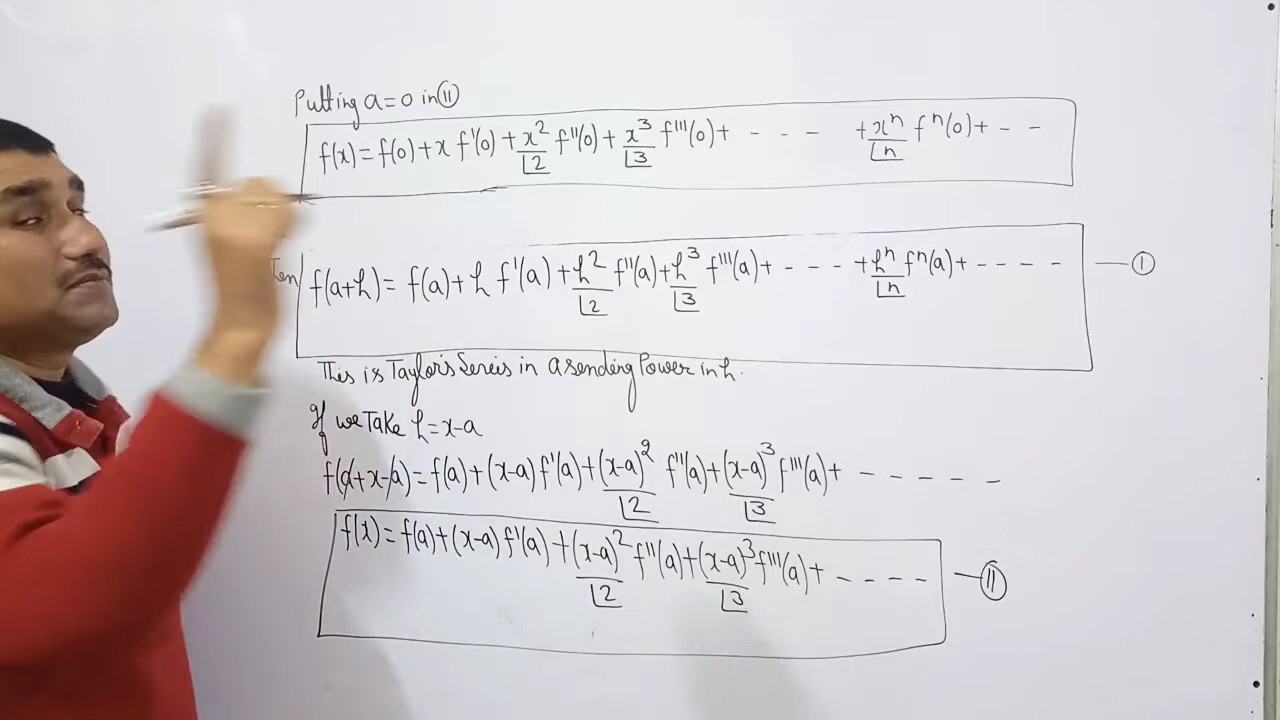 Putting a=0 in ⑪
f(x) = f(0) + x f'(0) + x²/⌊2 f''(0) + x³/⌊3 f'''(0) + - - - + xⁿ/⌊n fⁿ(0) + - -
f(a+h) = f(a) + h f'(a) + h²/⌊2 f''(a) + h³/⌊3 f'''(a) + - - - - + hⁿ/⌊n fⁿ(a) + - - - - — Ⓘ
This is Taylor's Sereis in asending Power in h.
If we Take h = x-a
f(a+x-a) = f(a) + (x-a) f'(a) + (x-a)²/⌊2 f''(a) + (x-a)³/⌊3 f'''(a) + - - - - -
f(x) = f(a) + (x-a) f'(a) + (x-a)²/⌊2 f''(a) + (x-a)³/⌊3 f'''(a) + - - - - — ⑪